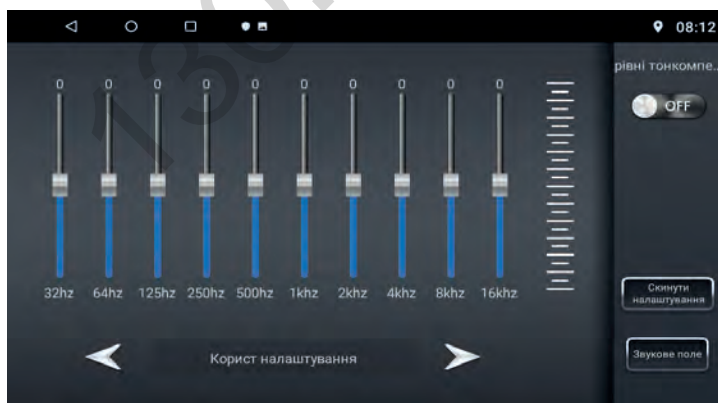 08:12
рівні тонкомпе..
0 0 0 0 0 0 0 0 0 0
OFF
32hz 64hz 125hz 250hz 500hz 1khz 2khz 4khz 8khz 16khz
Скинути
налаштування
Корист налаштування
Звукове поле